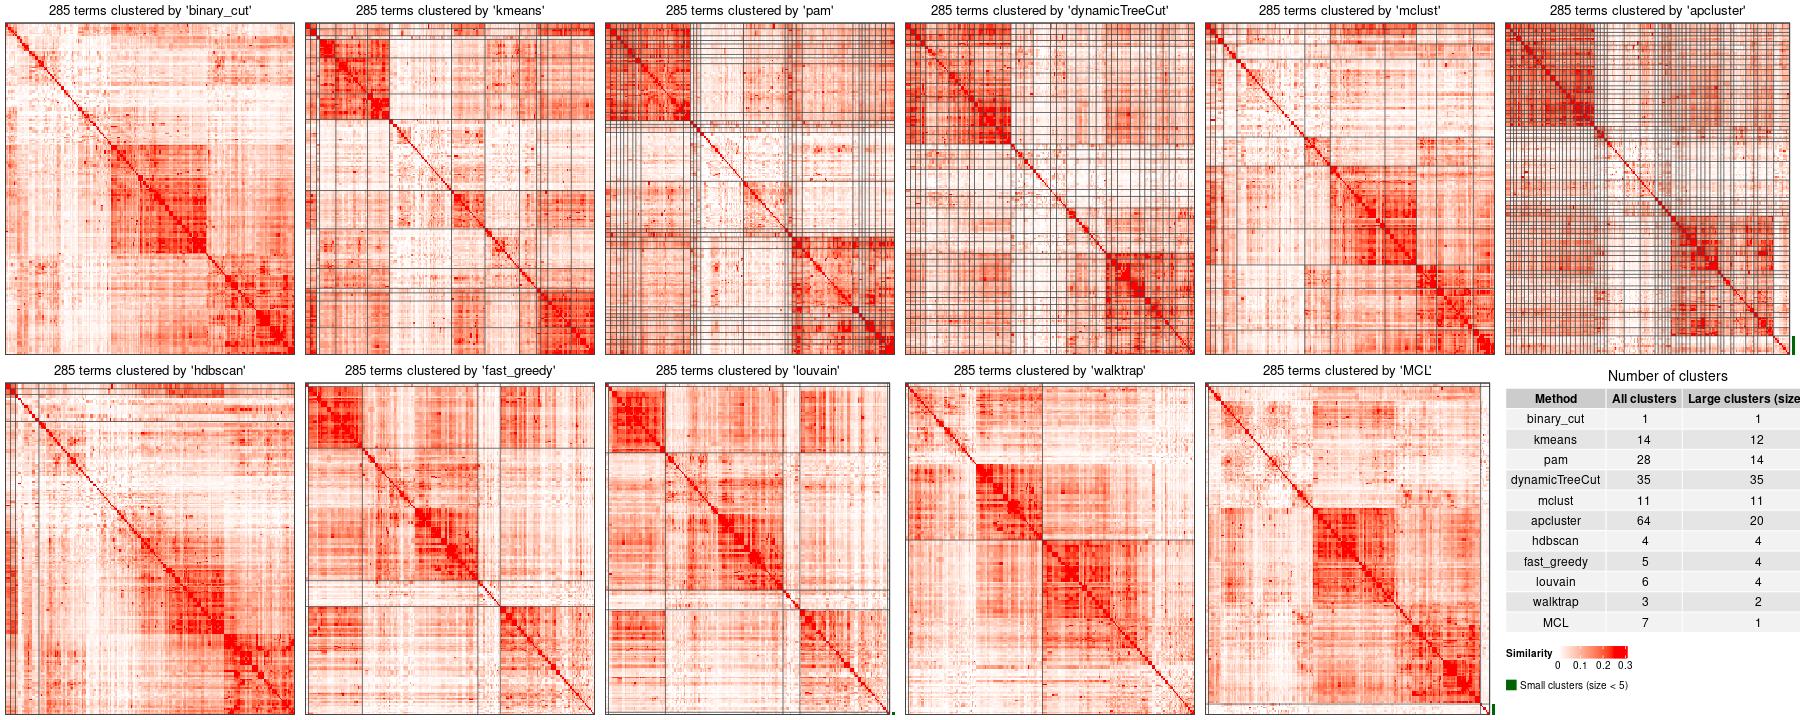 285 terms clustered by 'binary_cut'
285 terms clustered by 'kmeans'
285 terms clustered by 'pam'
285 terms clustered by 'dynamicTreeCut'
285 terms clustered by 'mclust'
285 terms clustered by 'apcluster'
285 terms clustered by 'hdbscan'
285 terms clustered by 'fast_greedy'
285 terms clustered by 'louvain'
285 terms clustered by 'walktrap'
285 terms clustered by 'MCL'
Number of clusters
Method All clusters Large clusters (size
binary_cut 1 1
kmeans 14 12
pam 28 14
dynamicTreeCut 35 35
mclust 11 11
apcluster 64 20
hdbscan 4 4
fast_greedy 5 4
louvain 6 4
walktrap 3 2
MCL 7 1
Similarity
0 0.1 0.2 0.3
Small clusters (size < 5)